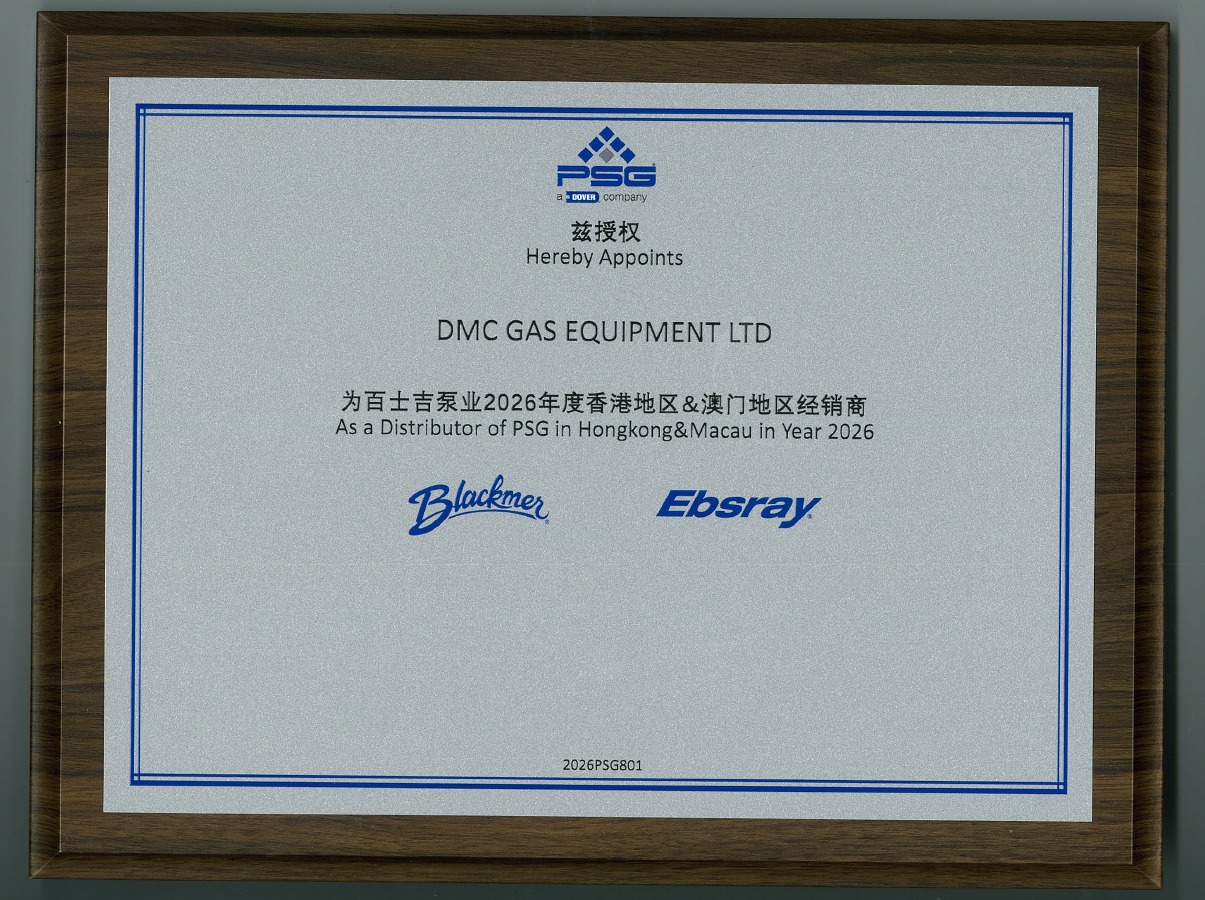 PSG
a DOVER company
兹授权
Hereby Appoints
DMC GAS EQUIPMENT LTD
为百士吉泵业2026年度香港地区&澳门地区经销商
As a Distributor of PSG in Hongkong&Macau in Year 2026
Blackmer® Ebsray®
2026PSG801